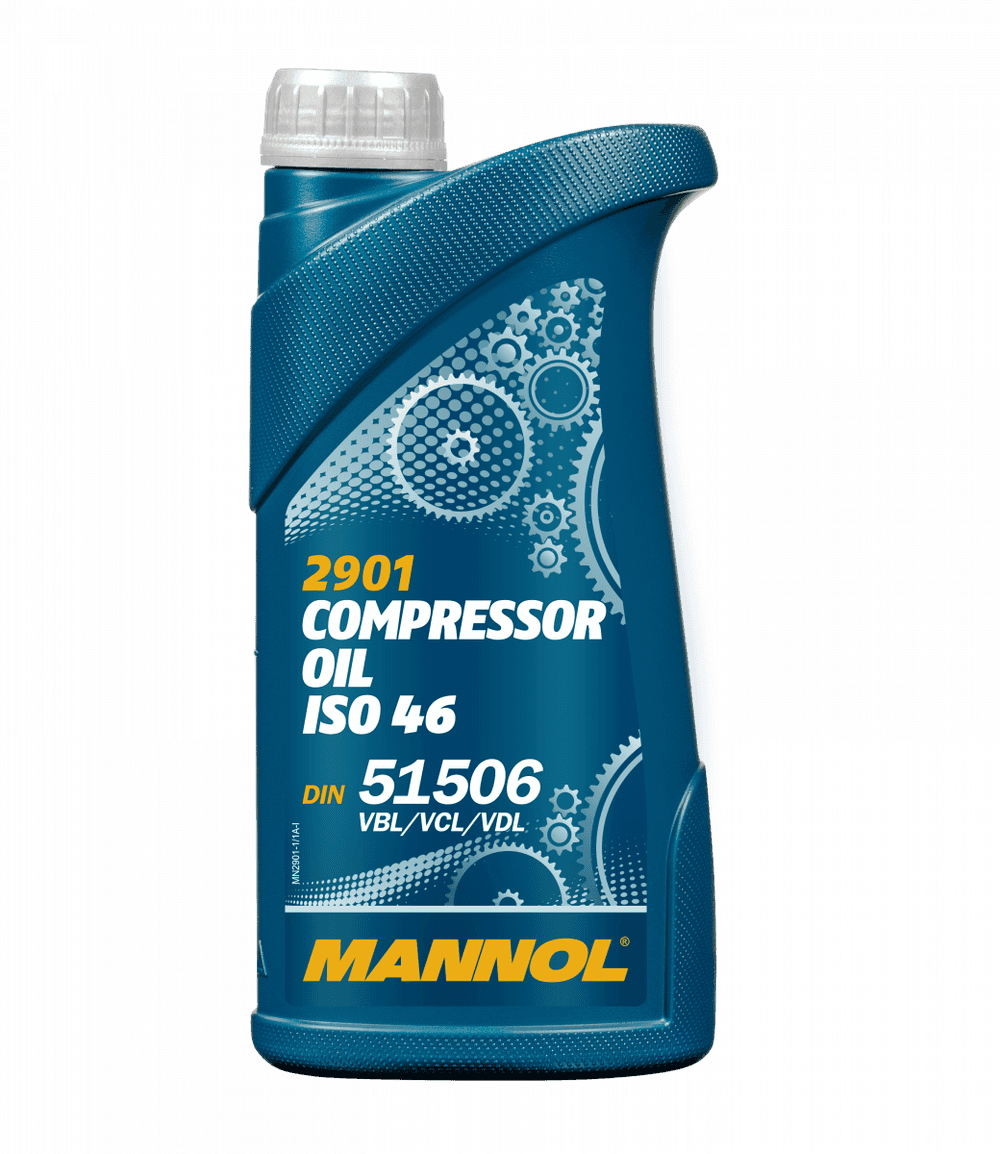 2901
COMPRESSOR
OIL
ISO 46
DIN 51506
VBL/VCL/VDL
MN2901-1/1A-I
MANNOL®